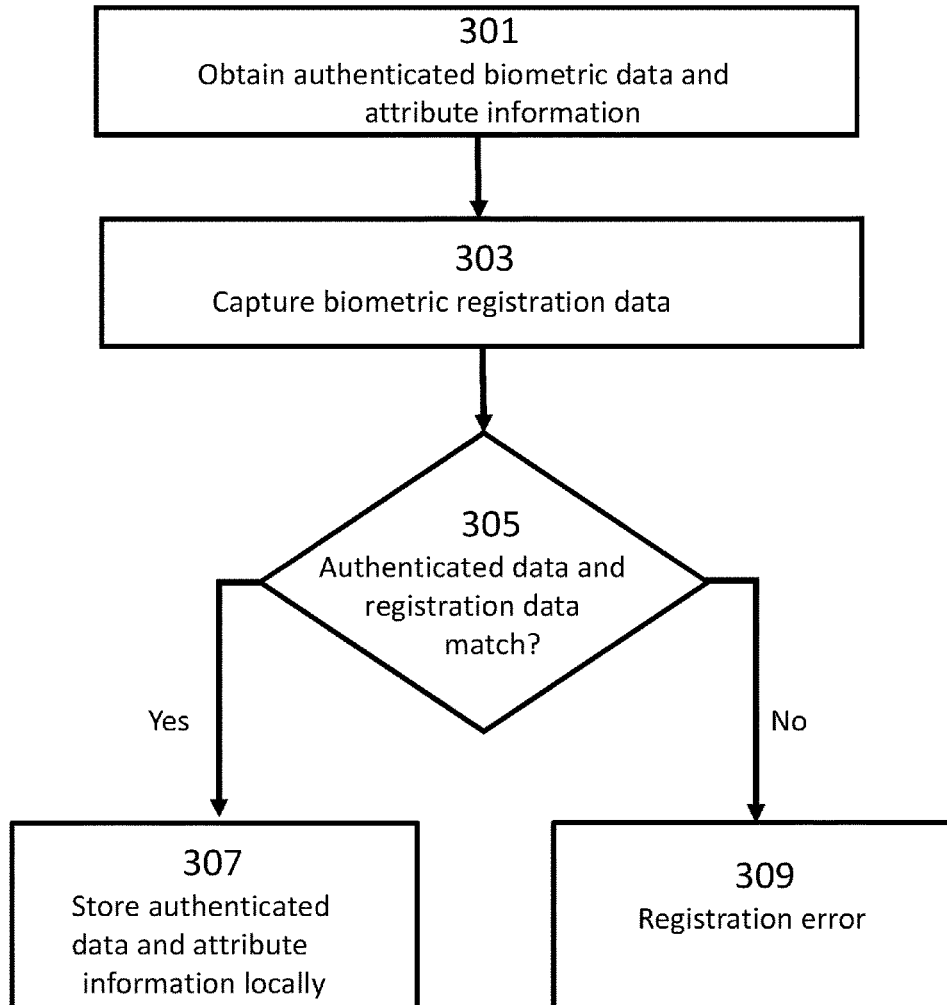 301
Obtain authenticated biometric data and
attribute information
303
Capture biometric registration data
305
Authenticated data and
registration data
match?
Yes
No
307
Store authenticated
data and attribute
information locally
309
Registration error